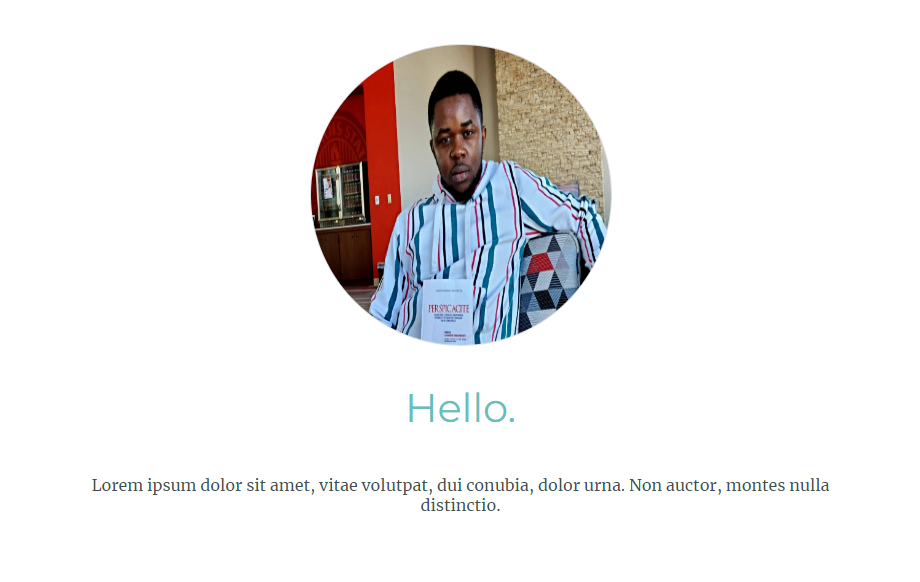 PERSPICACITE
Hello.
Lorem ipsum dolor sit amet, vitae volutpat, dui conubia, dolor urna. Non auctor, montes nulla
distinctio.